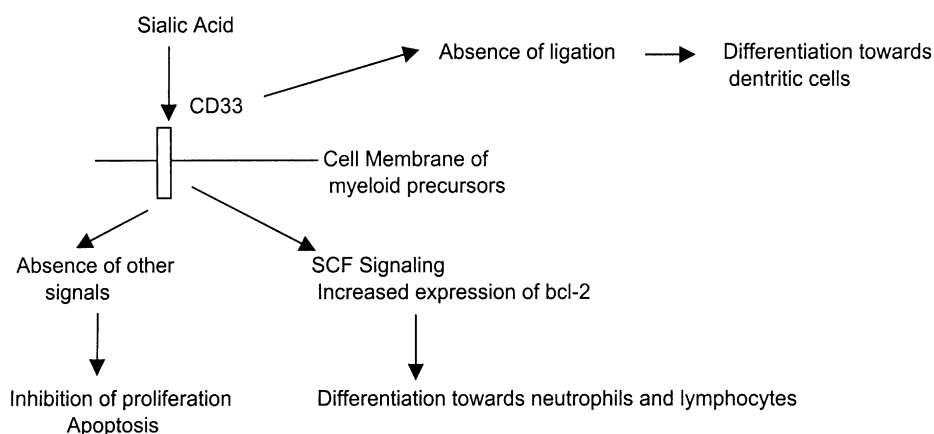 Sialic Acid
Absence of ligation
Differentiation towards
dentritic cells
CD33
Cell Membrane of
myeloid precursors
Absence of other
signals
SCF Signaling
Increased expression of bcl-2
Inhibition of proliferation
Apoptosis
Differentiation towards neutrophils and lymphocytes